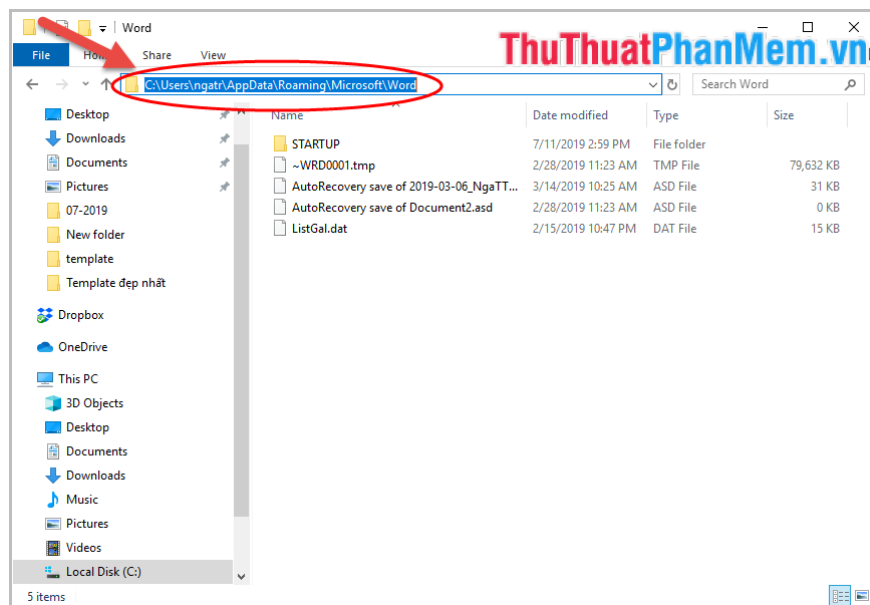 Word
ThuThuatPhanMem.vn
File Home Share View
C:\Users\ngatr\AppData\Roaming\Microsoft\Word
Search Word
Name Date modified Type Size
STARTUP 7/11/2019 2:59 PM File folder
~WRD0001.tmp 2/28/2019 11:23 AM TMP File 79,632 KB
AutoRecovery save of 2019-03-06_NgaTT... 3/14/2019 10:25 AM ASD File 31 KB
AutoRecovery save of Document2.asd 2/28/2019 11:23 AM ASD File 0 KB
ListGal.dat 2/15/2019 10:47 PM DAT File 15 KB
Desktop
Downloads
Documents
Pictures
07-2019
New folder
template
Template đẹp nhất
Dropbox
OneDrive
This PC
3D Objects
Desktop
Documents
Downloads
Music
Pictures
Videos
Local Disk (C:)
5 items